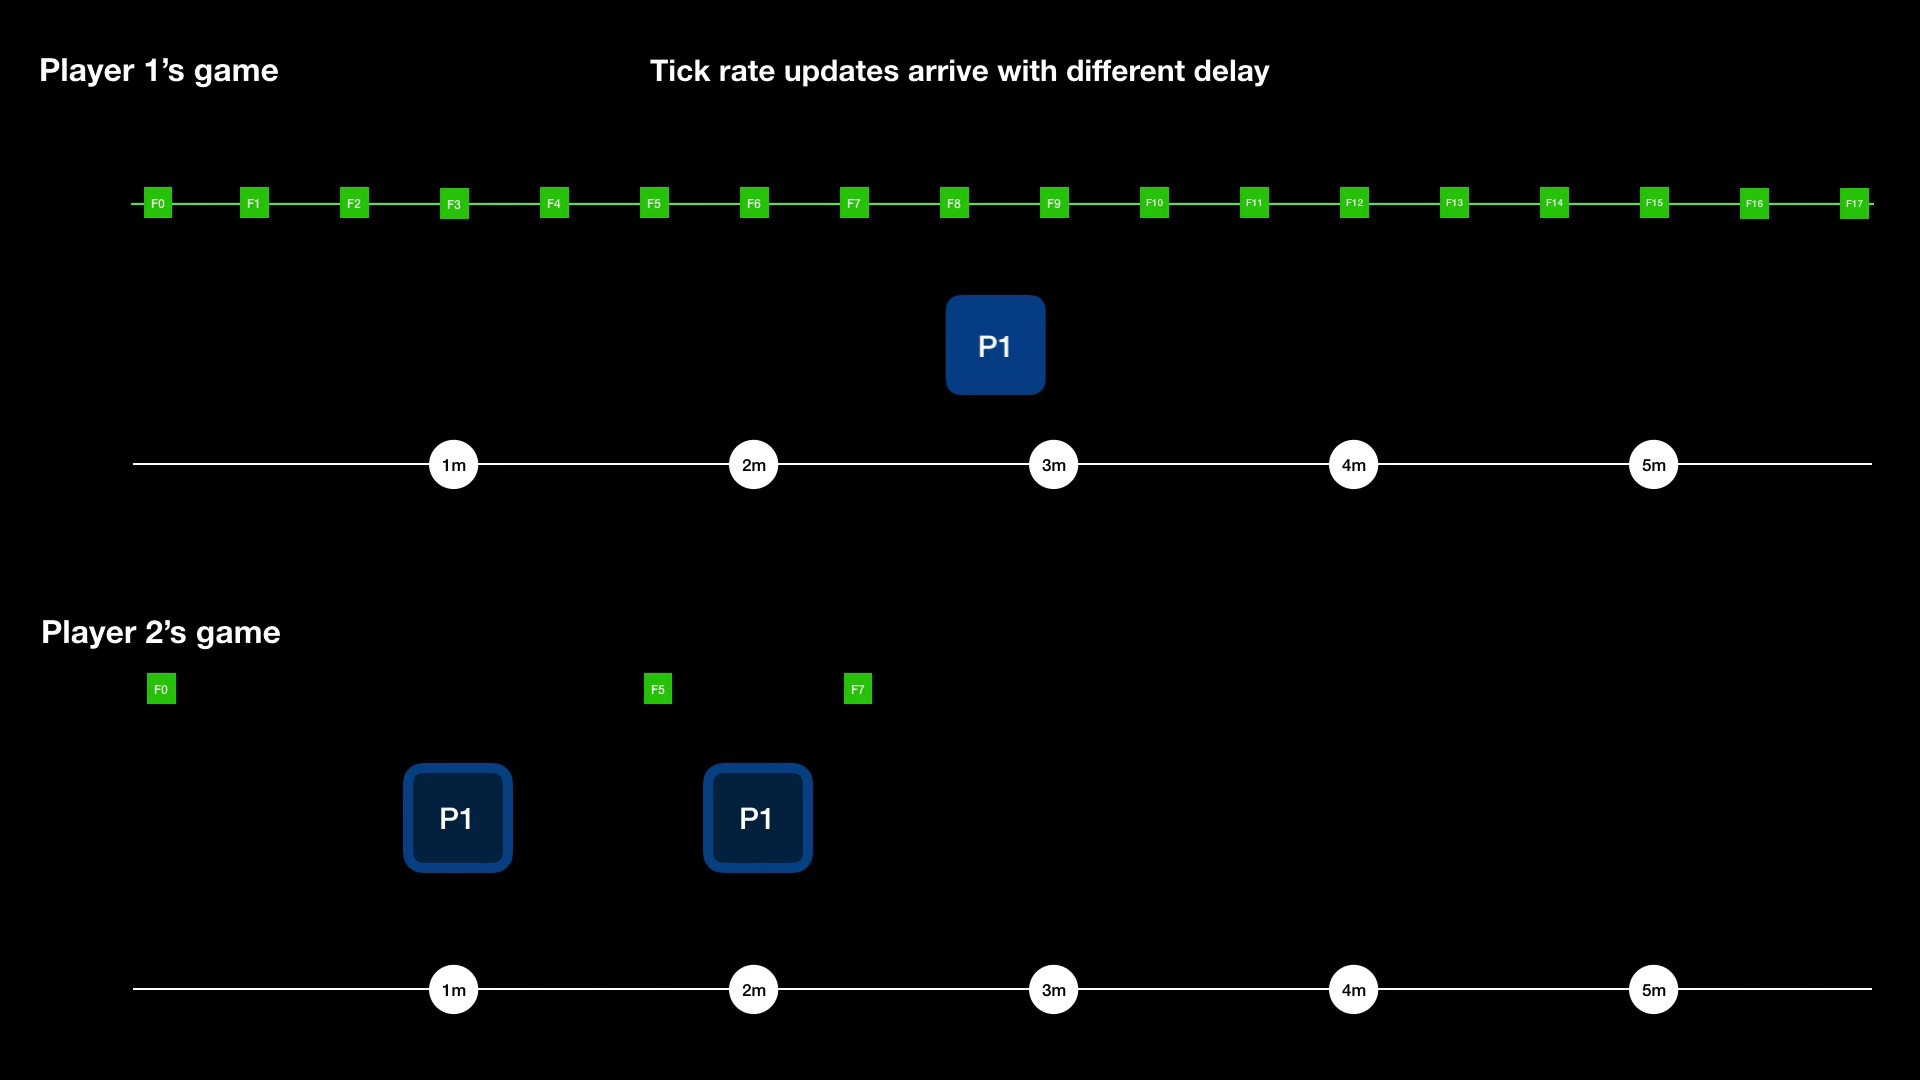 Player 1’s game
Tick rate updates arrive with different delay
F0 F1 F2 F3 F4 F5 F6 F7 F8 F9 F10 F11 F12 F13 F14 F15 F16 F17
P1
1m 2m 3m 4m 5m
Player 2’s game
F0 F5 F7
P1 P1
1m 2m 3m 4m 5m